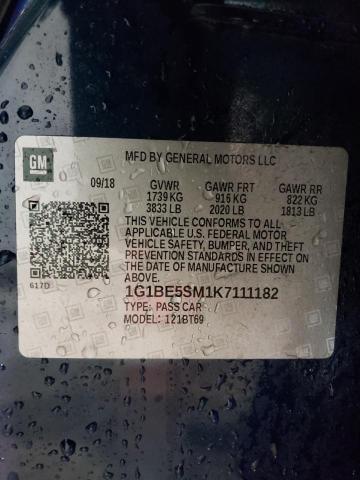 GM
MFD BY GENERAL MOTORS LLC
09/18 GVWR GAWR FRT GAWR RR
1739 KG 916 KG 822 KG
3833 LB 2020 LB 1813 LB
THIS VEHICLE CONFORMS TO ALL
APPLICABLE U.S. FEDERAL MOTOR
VEHICLE SAFETY, BUMPER, AND THEFT
PREVENTION STANDARDS IN EFFECT ON
THE DATE OF MANUFACTURE SHOWN
ABOVE.
617D
1G1BE5SM1K7111182
TYPE: PASS CAR
MODEL: 121BT69